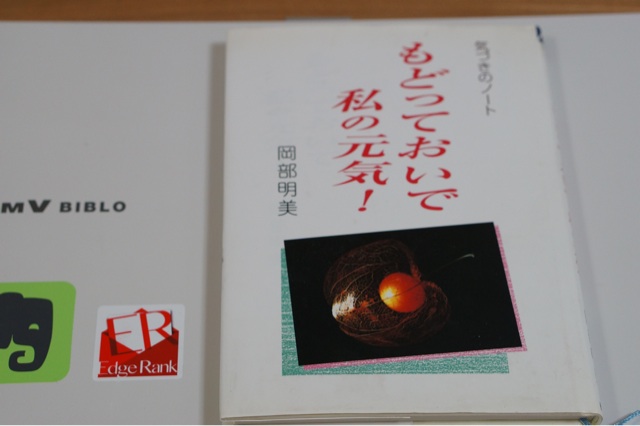 気づきのノート
もどっておいで
私の元気!
岡部明美
MV BIBLO
ER
Edge Rank